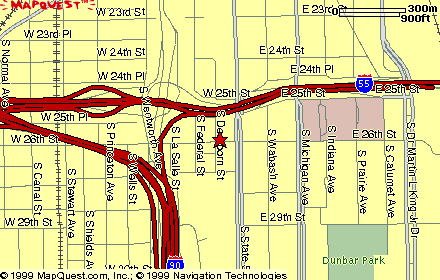 MAPQUEST™
W 23rd St
E 23rd St
300m
900ft
W 23rd Pl
W 24th St
E 24th St
W 24th Pl
E 24th Pl
55
W 25th St
E 25th St
E 25th St
W 25th Pl
W 26th St
E 26th St
S Normal Ave
S Canal St
S Stewart Ave
S Shields Av
S Princeton Ave
S Wells St
S Wentworth Ave
S La Salle St
S Federal St
S Dearborn St
S State S
S Wabash Ave
S Michigan Ave
S Indiana Ave
S Prairie Ave
S Calumet Ave
S Dr Martin L King Jr Dr
W 29th St
E 29th St
Dunbar Park
90
© 1999 MapQuest.com, Inc.; © 1999 Navigation Technologies